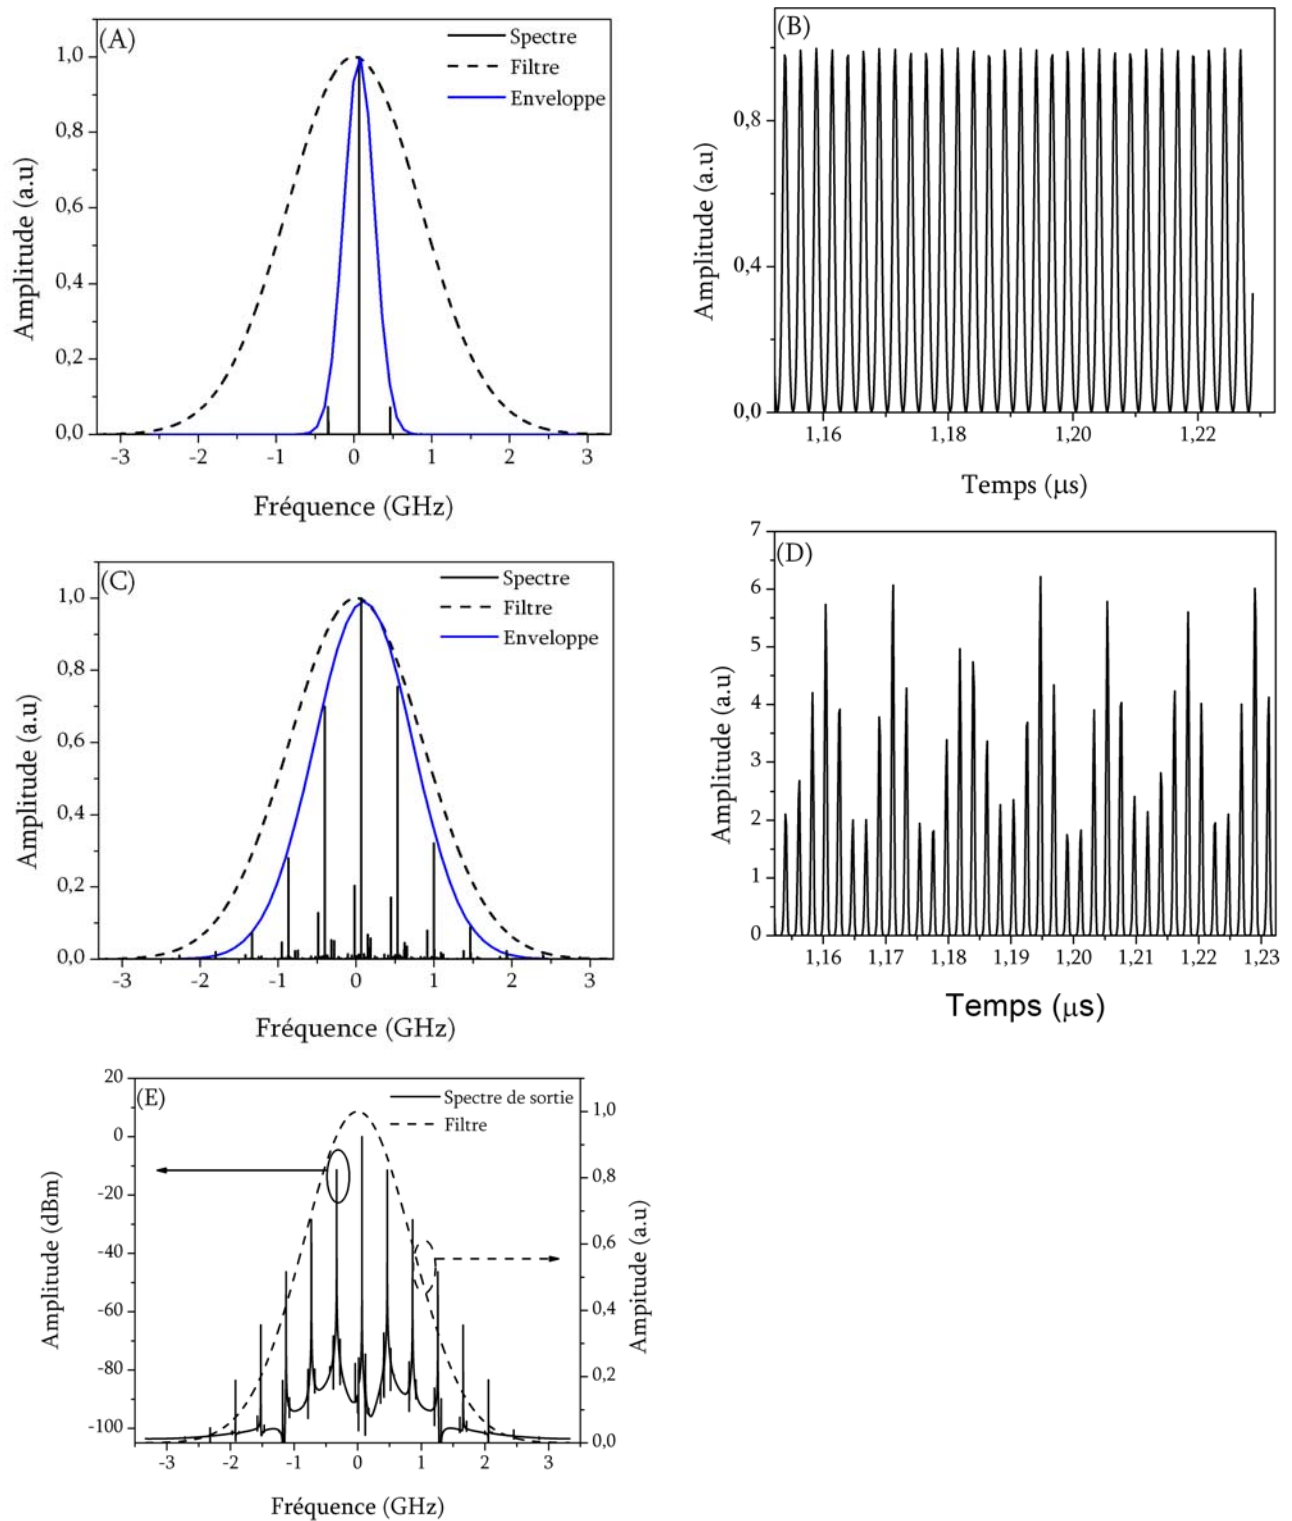 (A)
Spectre
Filtre
Enveloppe
1,0
0,8
0,6
0,4
0,2
0,0
Amplitude (a.u)
-3 -2 -1 0 1 2 3
Fréquence (GHz)
(B)
0,8
0,4
0,0
Amplitude (a.u)
1,16 1,18 1,20 1,22
Temps (μs)
(C)
Spectre
Filtre
Enveloppe
1,0
0,8
0,6
0,4
0,2
0,0
Amplitude (a.u)
-3 -2 -1 0 1 2 3
Fréquence (GHz)
(D)
7
6
5
4
3
2
1
0
Amplitude (a.u)
1,16 1,17 1,18 1,19 1,20 1,21 1,22 1,23
Temps (μs)
(E)
Spectre de sortie
Filtre
20
0
-20
-40
-60
-80
-100
Amplitude (dBm)
1,0
0,8
0,6
0,4
0,2
0,0
Ampitude (a.u)
-3 -2 -1 0 1 2 3
Fréquence (GHz)